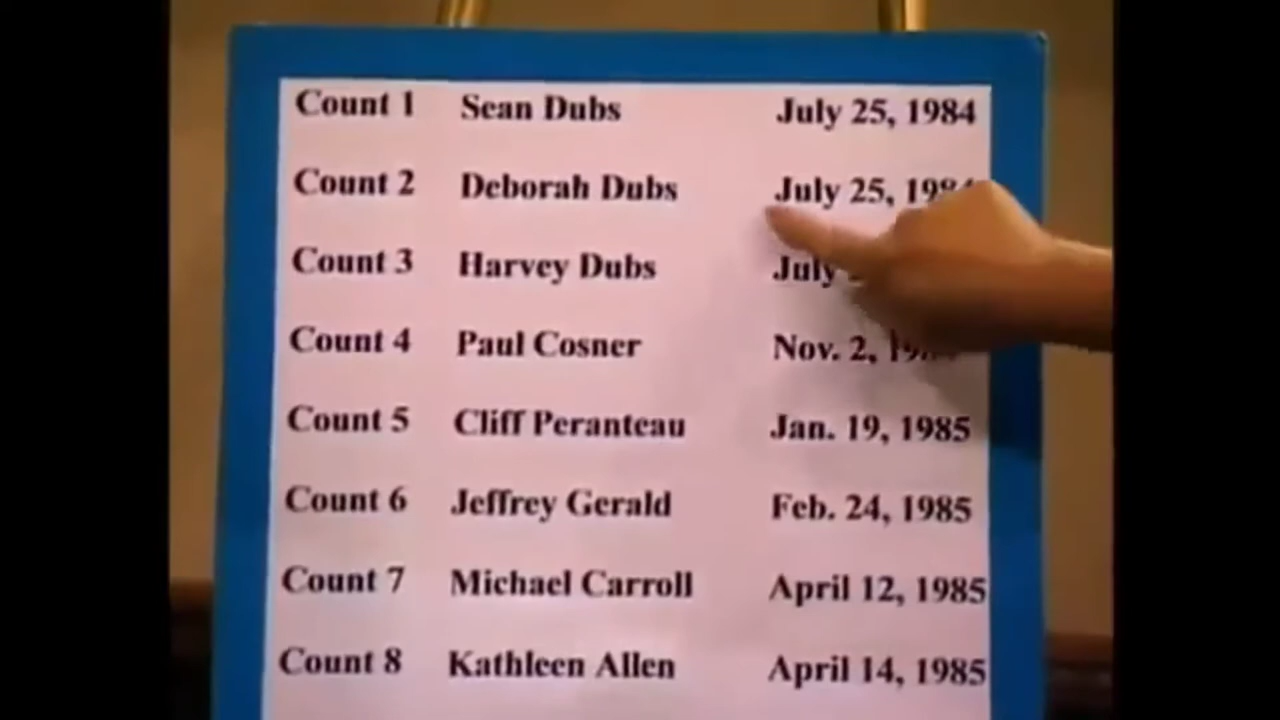 Count 1 Sean Dubs July 25, 1984
Count 2 Deborah Dubs July 25, 1984
Count 3 Harvey Dubs July
Count 4 Paul Cosner Nov. 2,
Count 5 Cliff Peranteau Jan. 19, 1985
Count 6 Jeffrey Gerald Feb. 24, 1985
Count 7 Michael Carroll April 12, 1985
Count 8 Kathleen Allen April 14, 1985